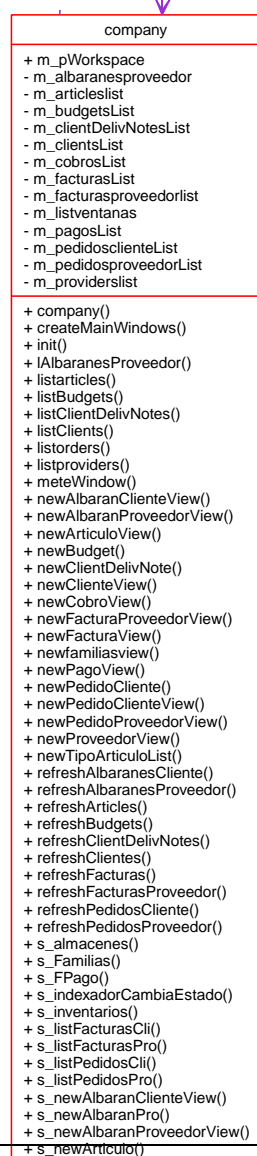 company
+ m_pWorkspace
- m_albaranesproveedor
- m_articleslist
- m_budgetsList
- m_clientDelivNotesList
- m_clientsList
- m_cobrosList
- m_facturasList
- m_facturasproveedorlist
- m_listventanas
- m_pagosList
- m_pedidosclienteList
- m_pedidosproveedorList
- m_providerslist
+ company()
+ createMainWindows()
+ init()
+ lAlbaranesProveedor()
+ listarticles()
+ listBudgets()
+ listClientDelivNotes()
+ listClients()
+ listorders()
+ listproviders()
+ meteWindow()
+ newAlbaranClienteView()
+ newAlbaranProveedorView()
+ newArticuloView()
+ newBudget()
+ newClientDelivNote()
+ newClienteView()
+ newCobroView()
+ newFacturaProveedorView()
+ newFacturaView()
+ newfamiliasview()
+ newPagoView()
+ newPedidoCliente()
+ newPedidoClienteView()
+ newPedidoProveedorView()
+ newProveedorView()
+ newTipoArticuloList()
+ refreshAlbaranesCliente()
+ refreshAlbaranesProveedor()
+ refreshArticles()
+ refreshBudgets()
+ refreshClientDelivNotes()
+ refreshClientes()
+ refreshFacturas()
+ refreshFacturasProveedor()
+ refreshPedidosCliente()
+ refreshPedidosProveedor()
+ s_almacenes()
+ s_Familias()
+ s_FPago()
+ s_indexadorCambiaEstado()
+ s_inventarios()
+ s_listFacturasCli()
+ s_listFacturasPro()
+ s_listPedidosCli()
+ s_listPedidosPro()
+ s_newAlbaranClienteView()
+ s_newAlbaranPro()
+ s_newAlbaranProveedorView()
+ s_newArticulo()